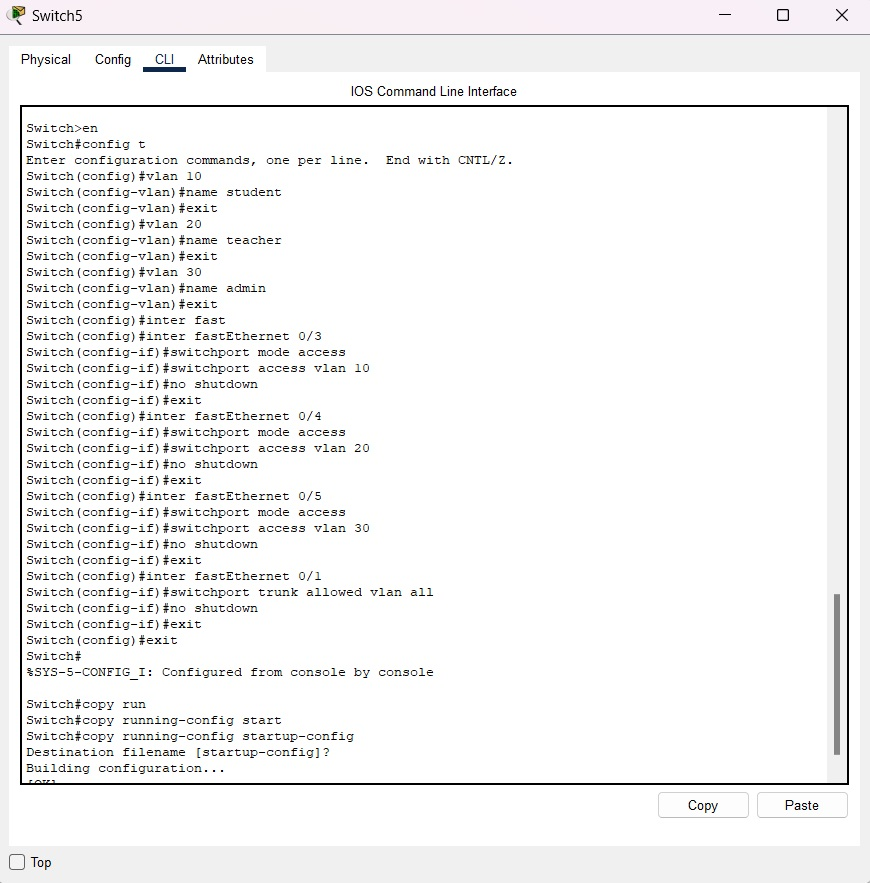 Switch5
Physical Config CLI Attributes
IOS Command Line Interface
Switch>en
Switch#config t
Enter configuration commands, one per line.  End with CNTL/Z.
Switch(config)#vlan 10
Switch(config-vlan)#name student
Switch(config-vlan)#exit
Switch(config)#vlan 20
Switch(config-vlan)#name teacher
Switch(config-vlan)#exit
Switch(config)#vlan 30
Switch(config-vlan)#name admin
Switch(config-vlan)#exit
Switch(config)#inter fast
Switch(config)#inter fastEthernet 0/3
Switch(config-if)#switchport mode access
Switch(config-if)#switchport access vlan 10
Switch(config-if)#no shutdown
Switch(config-if)#exit
Switch(config)#inter fastEthernet 0/4
Switch(config-if)#switchport mode access
Switch(config-if)#switchport access vlan 20
Switch(config-if)#no shutdown
Switch(config-if)#exit
Switch(config)#inter fastEthernet 0/5
Switch(config-if)#switchport mode access
Switch(config-if)#switchport access vlan 30
Switch(config-if)#no shutdown
Switch(config-if)#exit
Switch(config)#inter fastEthernet 0/1
Switch(config-if)#switchport trunk allowed vlan all
Switch(config-if)#no shutdown
Switch(config-if)#exit
Switch(config)#exit
Switch#
%SYS-5-CONFIG_I: Configured from console by console
Switch#copy run
Switch#copy running-config start
Switch#copy running-config startup-config
Destination filename [startup-config]?
Building configuration...
[OK]
Copy Paste
Top